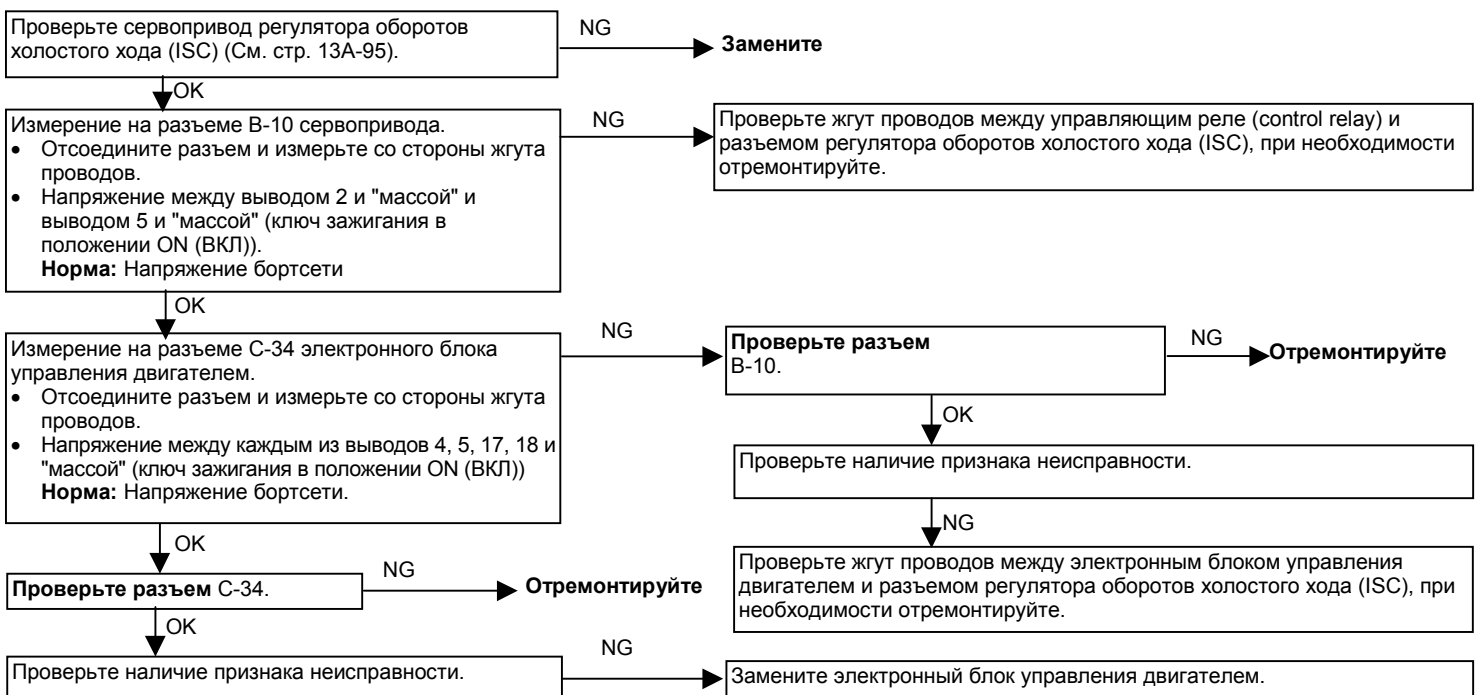 Проверьте сервопривод регулятора оборотов
холостого хода (ISC) (См. стр. 13A-95).
NG
Замените
OK
Измерение на разъеме B-10 сервопривода.
• Отсоедините разъем и измерьте со стороны жгута
проводов.
• Напряжение между выводом 2 и "массой" и
выводом 5 и "массой" (ключ зажигания в
положении ON (ВКЛ)).
Норма: Напряжение бортсети
NG
Проверьте жгут проводов между управляющим реле (control relay) и
разъемом регулятора оборотов холостого хода (ISC), при необходимости
отремонтируйте.
OK
Измерение на разъеме C-34 электронного блока
управления двигателем.
• Отсоедините разъем и измерьте со стороны жгута
проводов.
• Напряжение между каждым из выводов 4, 5, 17, 18 и
"массой" (ключ зажигания в положении ON (ВКЛ))
Норма: Напряжение бортсети.
NG
Проверьте разъем
B-10.
NG
Отремонтируйте
OK
Проверьте наличие признака неисправности.
NG
Проверьте жгут проводов между электронным блоком управления
двигателем и разъемом регулятора оборотов холостого хода (ISC), при
необходимости отремонтируйте.
OK
Проверьте разъем C-34.
NG
Отремонтируйте
OK
Проверьте наличие признака неисправности.
NG
Замените электронный блок управления двигателем.